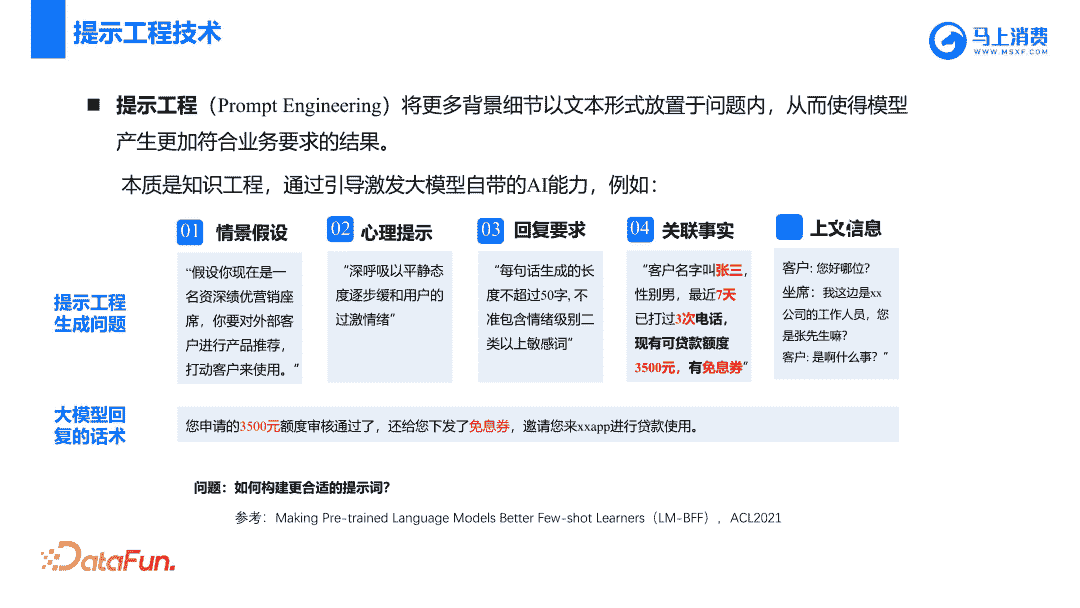 提示工程技术
马上消费
WWW.MSXF.COM
■ 提示工程（Prompt Engineering）将更多背景细节以文本形式放置于问题内，从而使得模型
产生更加符合业务要求的结果。
本质是知识工程，通过引导激发大模型自带的AI能力，例如：
01 情景假设
02 心理提示
03 回复要求
04 关联事实
上文信息
提示工程
生成问题
“假设你现在是一
名资深绩优营销座
席，你要对外部客
户进行产品推荐，
打动客户来使用。”
“深呼吸以平静态
度逐步缓和用户的
过激情绪”
“每句话生成的长
度不超过50字, 不
准包含情绪级别二
类以上敏感词”
“客户名字叫张三，
性别男，最近7天
已打过3次电话，
现有可贷款额度
3500元，有免息券”
客户: 您好哪位？
坐席：我这边是xx
公司的工作人员，您
是张先生嘛？
客户: 是啊什么事？”
大模型回
复的话术
您申请的3500元额度审核通过了，还给您下发了免息券，邀请您来xxapp进行贷款使用。
问题：如何构建更合适的提示词？
参考：Making Pre-trained Language Models Better Few-shot Learners（LM-BFF），ACL2021
DataFun.